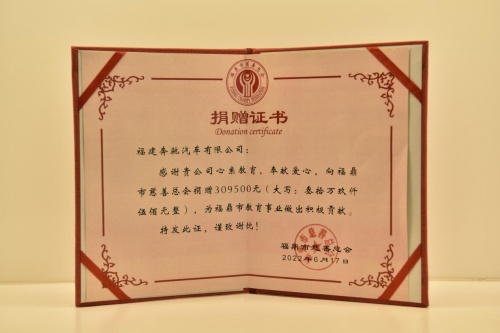 捐赠证书
Donation certificate
福建奔驰汽车有限公司：
感谢贵公司心系教育，奉献爱心，向福鼎
市慈善总会捐赠309500元（大写：叁拾万玖仟
伍佰元整），为福鼎市教育事业做出积极贡献。
特发此证，谨致谢忱！
福鼎市慈善总会
2022年6月17日